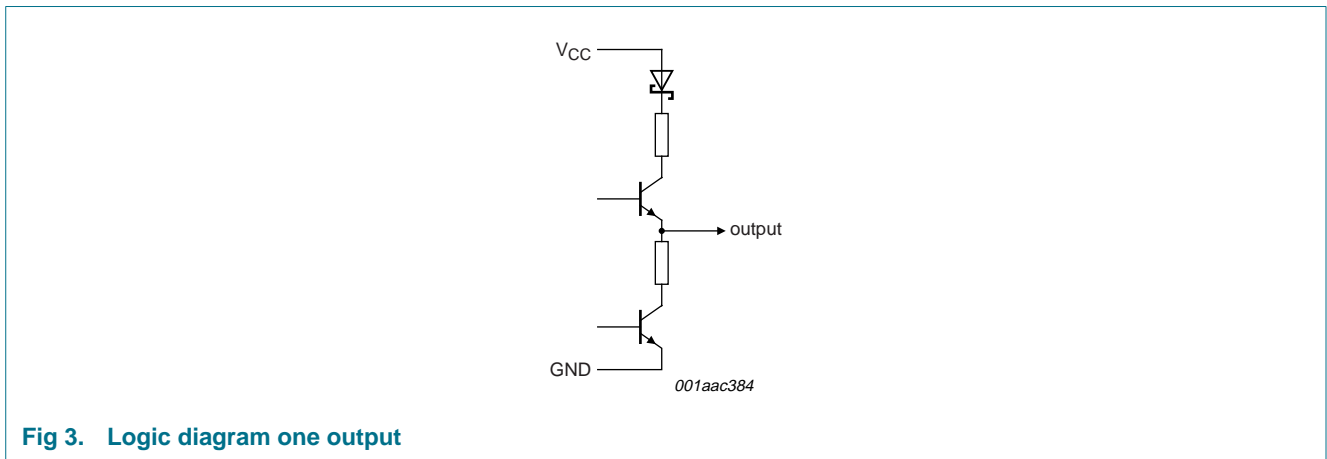 VCC
output
GND
001aac384
Fig 3. Logic diagram one output